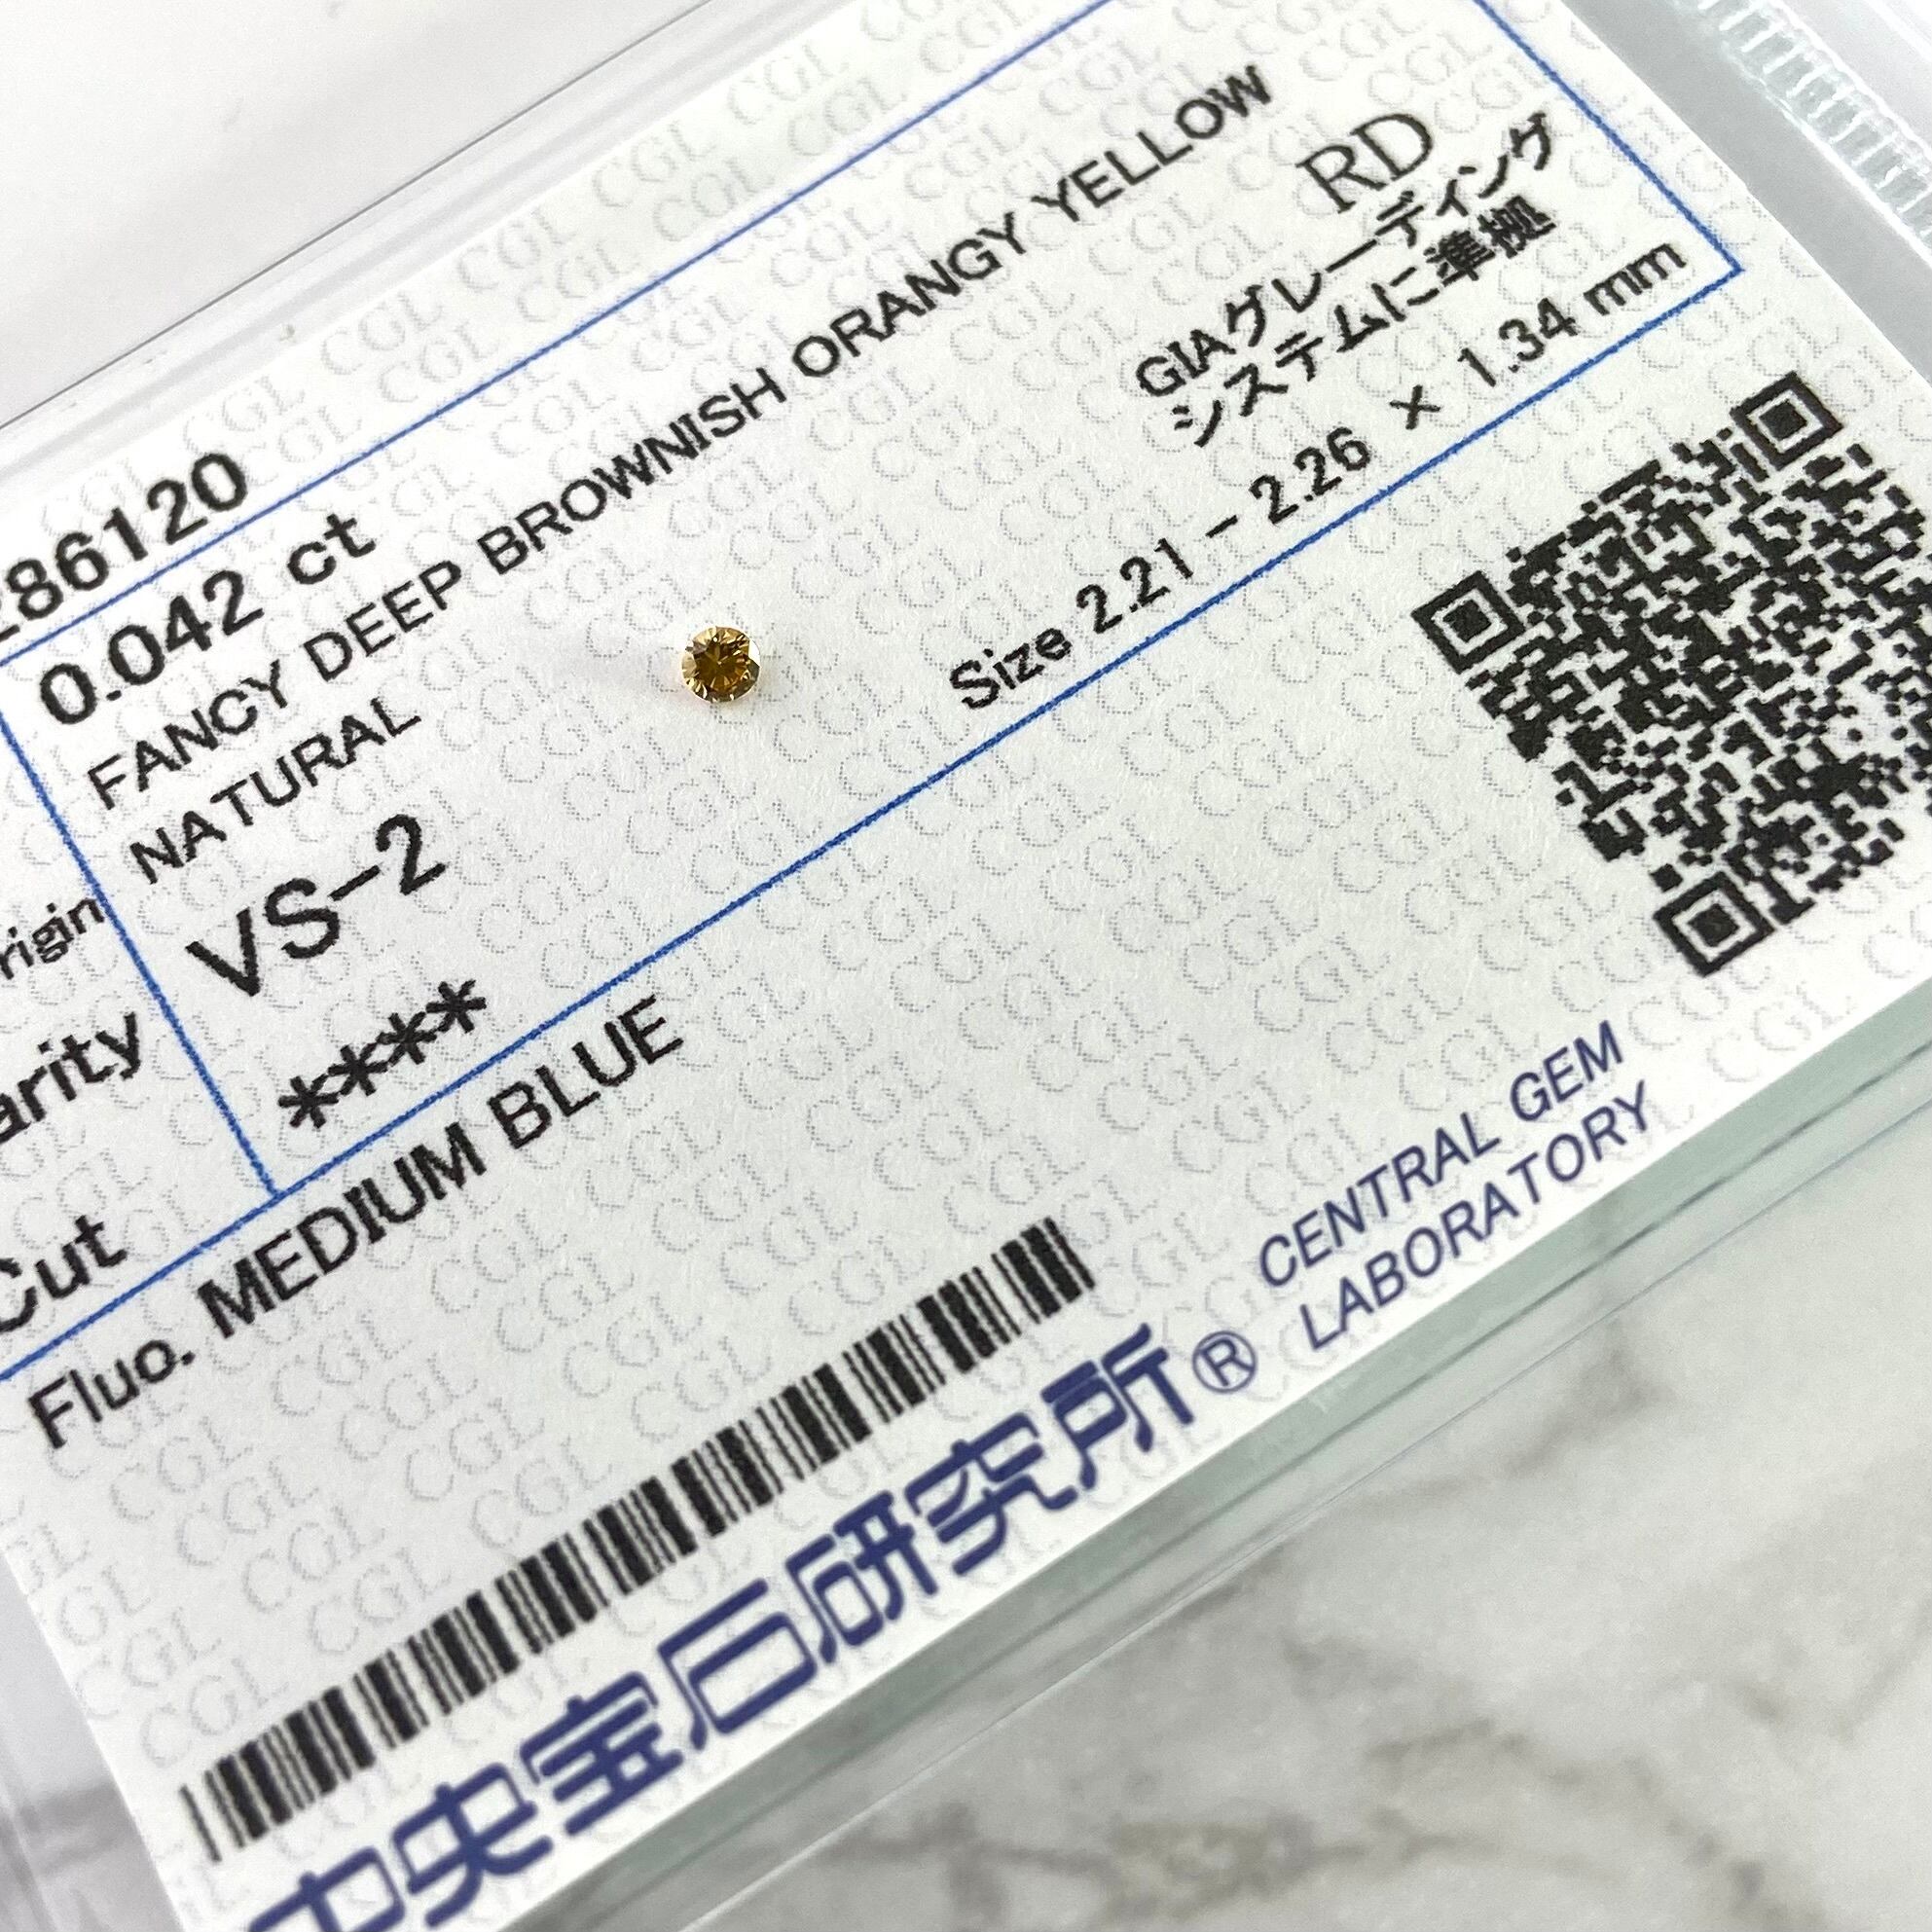 286120
0.042 ct
RD
FANCY DEEP BROWNISH ORANGY YELLOW
NATURAL
GIAグレーディング
システムに準拠
rigin
arity
VS-2
Size 2.21 - 2.26 × 1.34 mm
Cut
****
Fluo. MEDIUM BLUE
中央宝石研究所®
CENTRAL GEM
LABORATORY